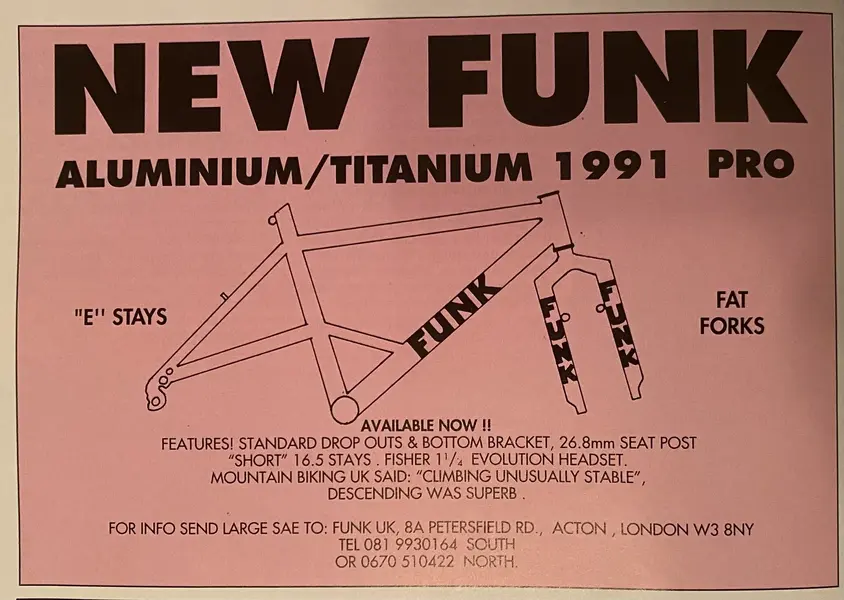 NEW FUNK
ALUMINIUM/TITANIUM 1991 PRO
"E" STAYS
FUNK
FUNK
FUNK
FAT
FORKS
AVAILABLE NOW !!
FEATURES! STANDARD DROP OUTS & BOTTOM BRACKET, 26.8mm SEAT POST
"SHORT" 16.5 STAYS . FISHER 1¹/₄ EVOLUTION HEADSET.
MOUNTAIN BIKING UK SAID: "CLIMBING UNUSUALLY STABLE",
DESCENDING WAS SUPERB .
FOR INFO SEND LARGE SAE TO: FUNK UK, 8A PETERSFIELD RD., ACTON , LONDON W3 8NY
TEL 081 9930164 SOUTH
OR 0670 510422 NORTH.